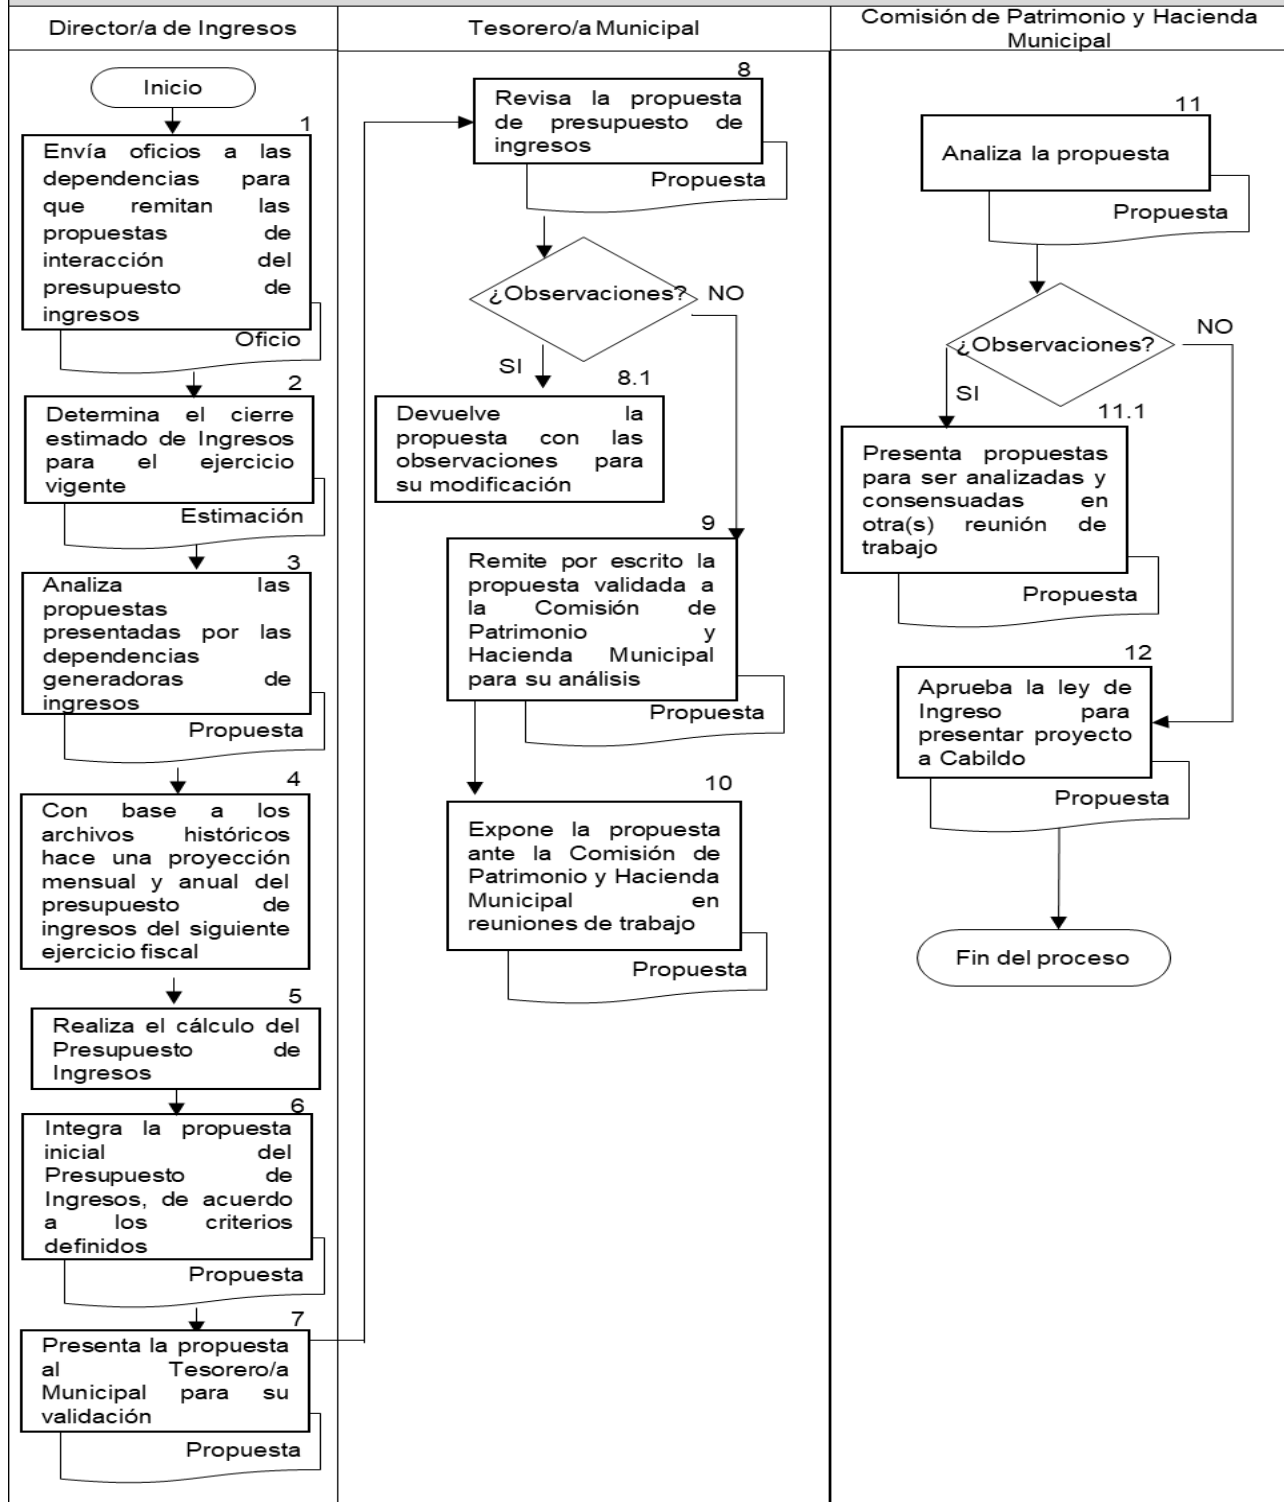 Director/a de Ingresos
Tesorero/a Municipal
Comisión de Patrimonio y Hacienda
Municipal
Inicio
1
Envía oficios a las
dependencias para
que remitan las
propuestas de
interacción del
presupuesto de
ingresos
Oficio
2
Determina el cierre
estimado de Ingresos
para el ejercicio
vigente
Estimación
3
Analiza las
propuestas
presentadas por las
dependencias
generadoras de
ingresos
Propuesta
4
Con base a los
archivos históricos
hace una proyección
mensual y anual del
presupuesto de
ingresos del siguiente
ejercicio fiscal
5
Realiza el cálculo del
Presupuesto de
Ingresos
6
Integra la propuesta
inicial del
Presupuesto de
Ingresos, de acuerdo
a los criterios
definidos
Propuesta
7
Presenta la propuesta
al Tesorero/a
Municipal para su
validación
Propuesta
8
Revisa la propuesta
de presupuesto de
ingresos
Propuesta
¿Observaciones?
NO
SI
8.1
Devuelve la
propuesta con las
observaciones para
su modificación
9
Remite por escrito la
propuesta validada a
la Comisión de
Patrimonio y
Hacienda Municipal
para su análisis
Propuesta
10
Expone la propuesta
ante la Comisión de
Patrimonio y Hacienda
Municipal en
reuniones de trabajo
Propuesta
11
Analiza la propuesta
Propuesta
¿Observaciones?
NO
SI
11.1
Presenta propuestas
para ser analizadas y
consensuadas en
otra(s) reunión de
trabajo
Propuesta
12
Aprueba la ley de
Ingreso para
presentar proyecto
a Cabildo
Propuesta
Fin del proceso